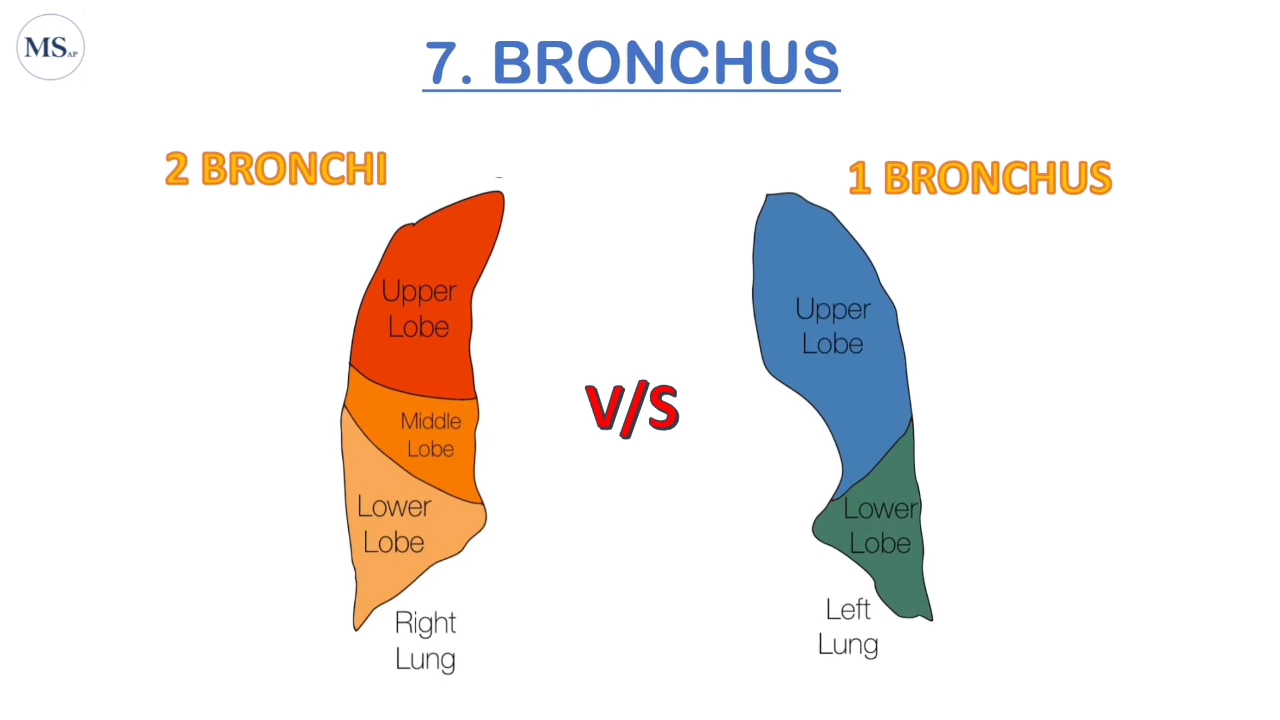 MS AP
7. BRONCHUS
2 BRONCHI
1 BRONCHUS
Upper
Lobe
Middle
Lobe
Lower
Lobe
Right
Lung
V/S
Upper
Lobe
Lower
Lobe
Left
Lung